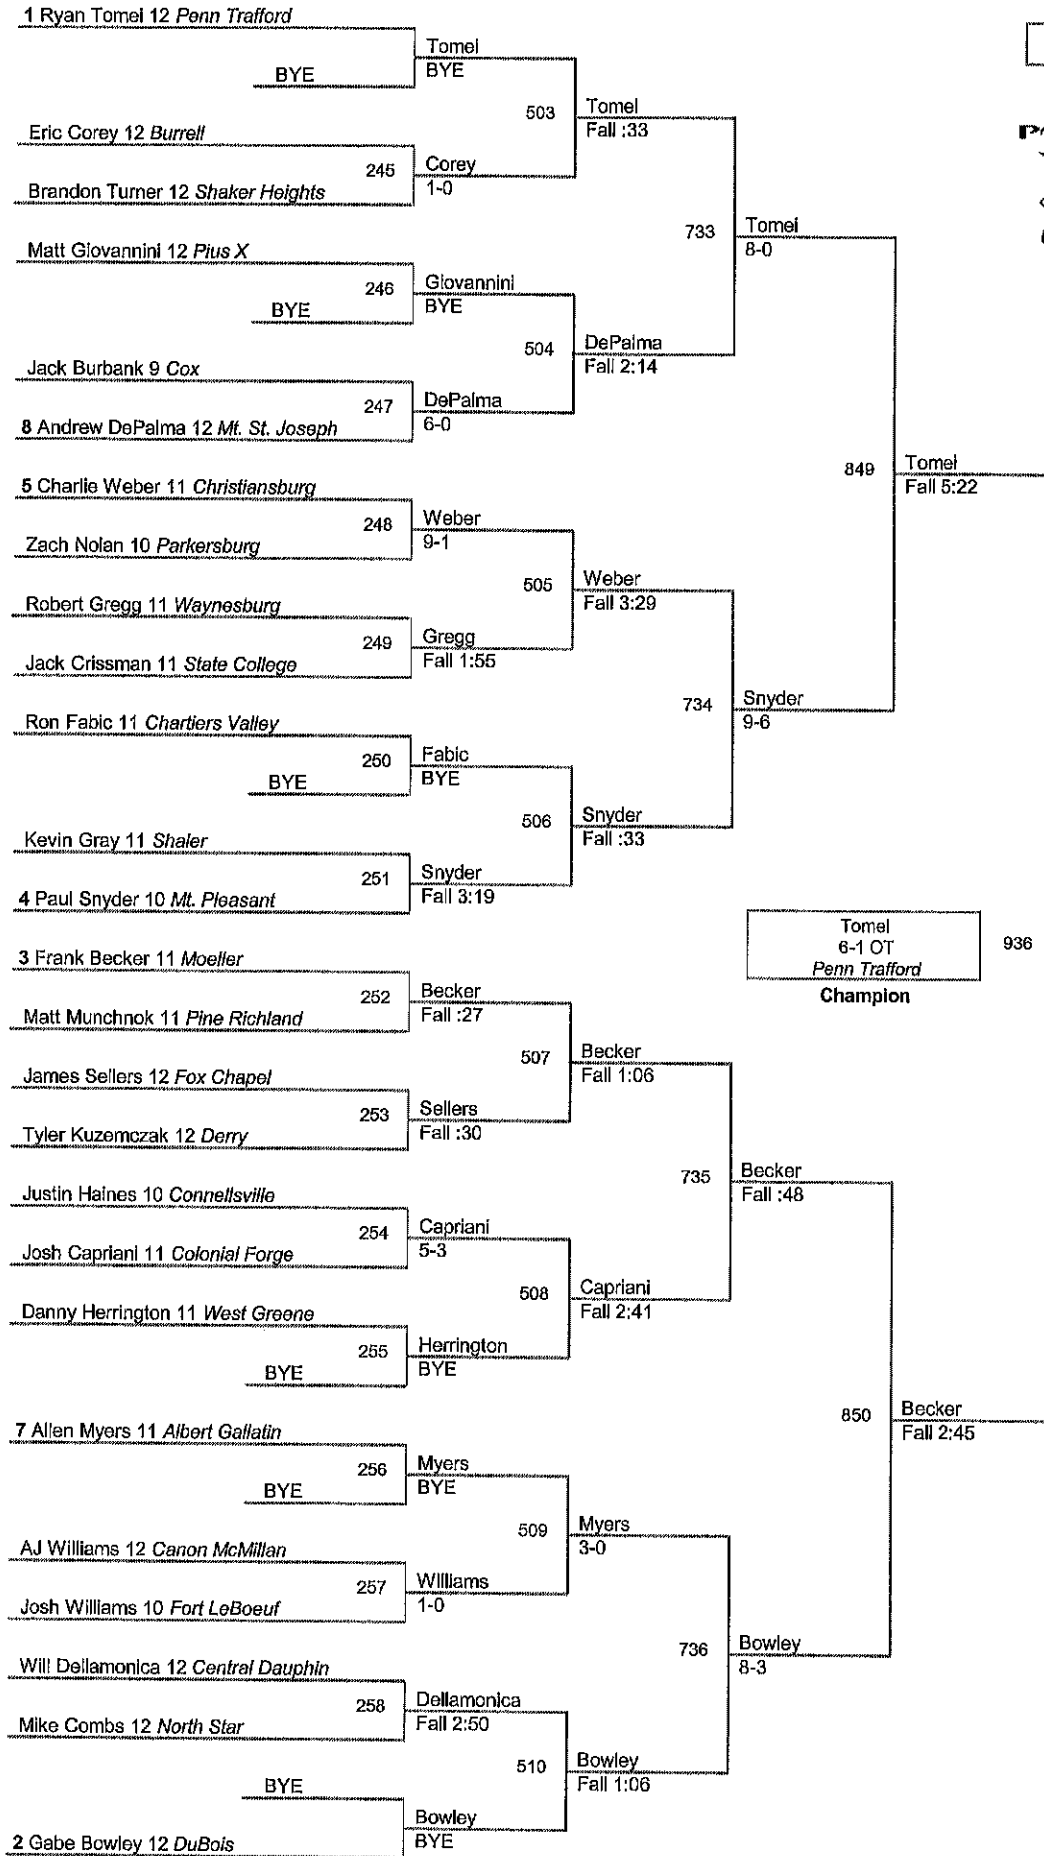 1 Ryan Tomei 12 Penn Trafford
Tomei
BYE
BYE
503
Tomei
Fall :33
Eric Corey 12 Burrell
245
Corey
1-0
Brandon Turner 12 Shaker Heights
733
Tomei
8-0
Matt Giovannini 12 Pius X
246
Giovannini
BYE
BYE
504
DePalma
Fall 2:14
Jack Burbank 9 Cox
247
DePalma
6-0
8 Andrew DePalma 12 Mt. St. Joseph
849
Tomei
Fall 5:22
5 Charlie Weber 11 Christiansburg
248
Weber
9-1
Zach Nolan 10 Parkersburg
505
Weber
Fall 3:29
Robert Gregg 11 Waynesburg
249
Gregg
Fall 1:55
Jack Crissman 11 State College
734
Snyder
9-6
Ron Fabic 11 Chartiers Valley
250
Fabic
BYE
BYE
506
Snyder
Fall :33
Kevin Gray 11 Shaler
251
Snyder
Fall 3:19
4 Paul Snyder 10 Mt. Pleasant
Tomei
6-1 OT
Penn Trafford
936
Champion
3 Frank Becker 11 Moeller
252
Becker
Fall :27
Matt Munchnok 11 Pine Richland
507
Becker
Fall 1:06
James Sellers 12 Fox Chapel
253
Sellers
Fall :30
Tyler Kuzemczak 12 Derry
735
Becker
Fall :48
Justin Haines 10 Connellsville
254
Capriani
5-3
Josh Capriani 11 Colonial Forge
508
Capriani
Fall 2:41
Danny Herrington 11 West Greene
255
Herrington
BYE
BYE
850
Becker
Fall 2:45
7 Allen Myers 11 Albert Gallatin
256
Myers
BYE
BYE
509
Myers
3-0
AJ Williams 12 Canon McMillan
257
Williams
1-0
Josh Williams 10 Fort LeBoeuf
736
Bowley
8-3
Will Dellamonica 12 Central Dauphin
258
Dellamonica
Fall 2:50
Mike Combs 12 North Star
510
Bowley
Fall 1:06
BYE
Bowley
BYE
2 Gabe Bowley 12 DuBois